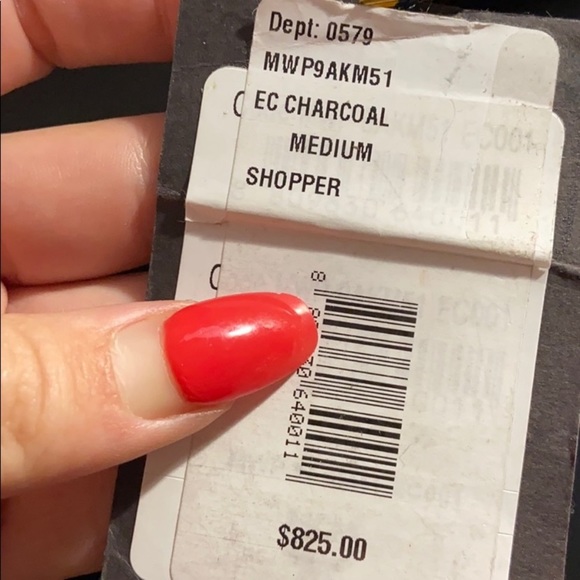 Dept: 0579
MWP9AKM51
EC CHARCOAL
MEDIUM
SHOPPER
$825.00